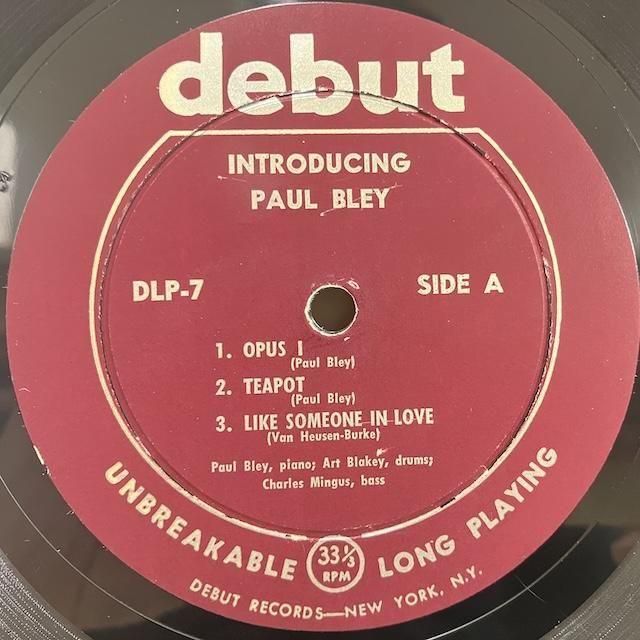 debut
INTRODUCING
PAUL BLEY
DLP-7 SIDE A
1. OPUS 1
(Paul Bley)
2. TEAPOT
(Paul Bley)
3. LIKE SOMEONE IN LOVE
(Van Heusen-Burke)
Paul Bley, piano; Art Blakey, drums;
Charles Mingus, bass
UNBREAKABLE 33⅓ RPM LONG PLAYING
DEBUT RECORDS—NEW YORK, N.Y.